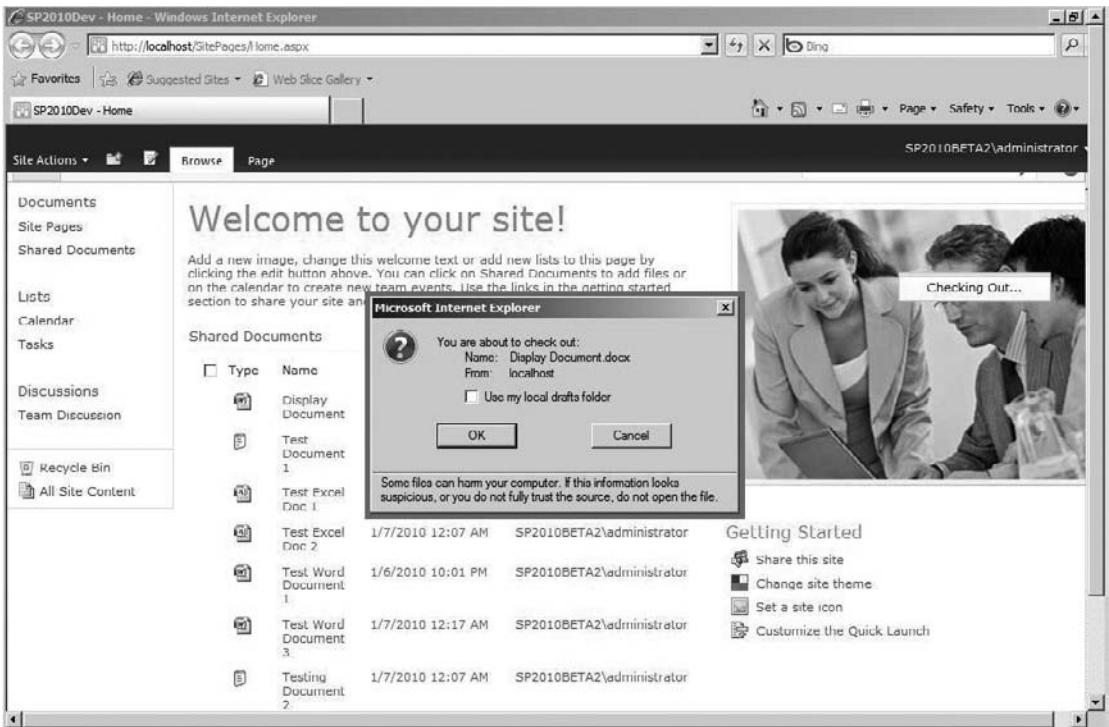 SP2010Dev - Home - Windows Internet Explorer
http://localhost/SitePages/Home.aspx
Bing
Favorites
Suggested Sites
Web Slice Gallery
SP2010Dev - Home
Page
Safety
Tools
Site Actions
Browse
Page
SP2010BETA2\administrator
Documents
Site Pages
Shared Documents
Lists
Calendar
Tasks
Discussions
Team Discussion
Recycle Bin
All Site Content
Welcome to your site!
Add a new image, change this welcome text or add new lists to this page by
clicking the edit button above. You can click on Shared Documents to add files or
on the calendar to create new team events. Use the links in the getting started
section to share your site an
Shared Documents
Type Name
Display
Document
Test
Document
1
Test Excel
Doc 1
Test Excel
Doc 2
1/7/2010 12:07 AM SP2010BETA2\administrator
Test Word
Document
1
1/6/2010 10:01 PM SP2010BETA2\administrator
Test Word
Document
3
1/7/2010 12:17 AM SP2010BETA2\administrator
Testing
Document
2
1/7/2010 12:07 AM SP2010BETA2\administrator
Microsoft Internet Explorer
You are about to check out:
Name: Display Document.docx
From: localhost
Use my local drafts folder
OK
Cancel
Some files can harm your computer. If this information looks
suspicious, or you do not fully trust the source, do not open the file.
Checking Out...
Getting Started
Share this site
Change site theme
Set a site icon
Customize the Quick Launch